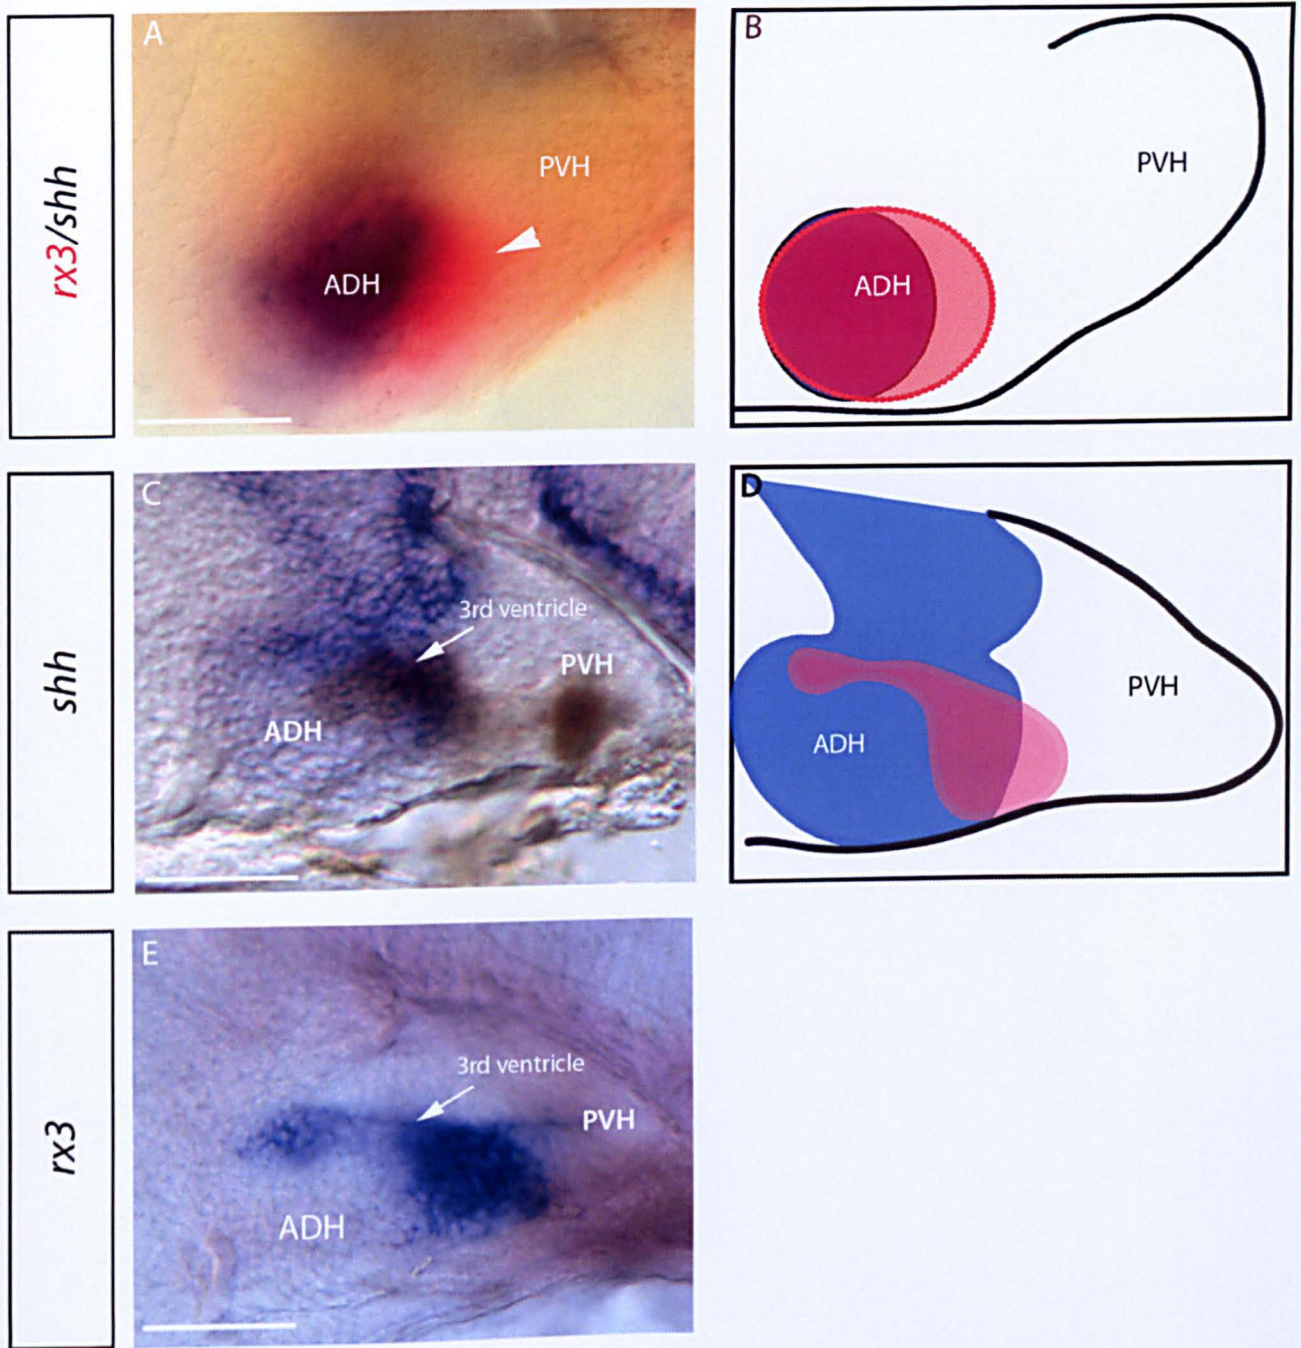 rx3/shh
A
PVH
ADH
B
PVH
ADH
shh
C
3rd ventricle
PVH
ADH
D
PVH
ADH
rx3
E
3rd ventricle
PVH
ADH